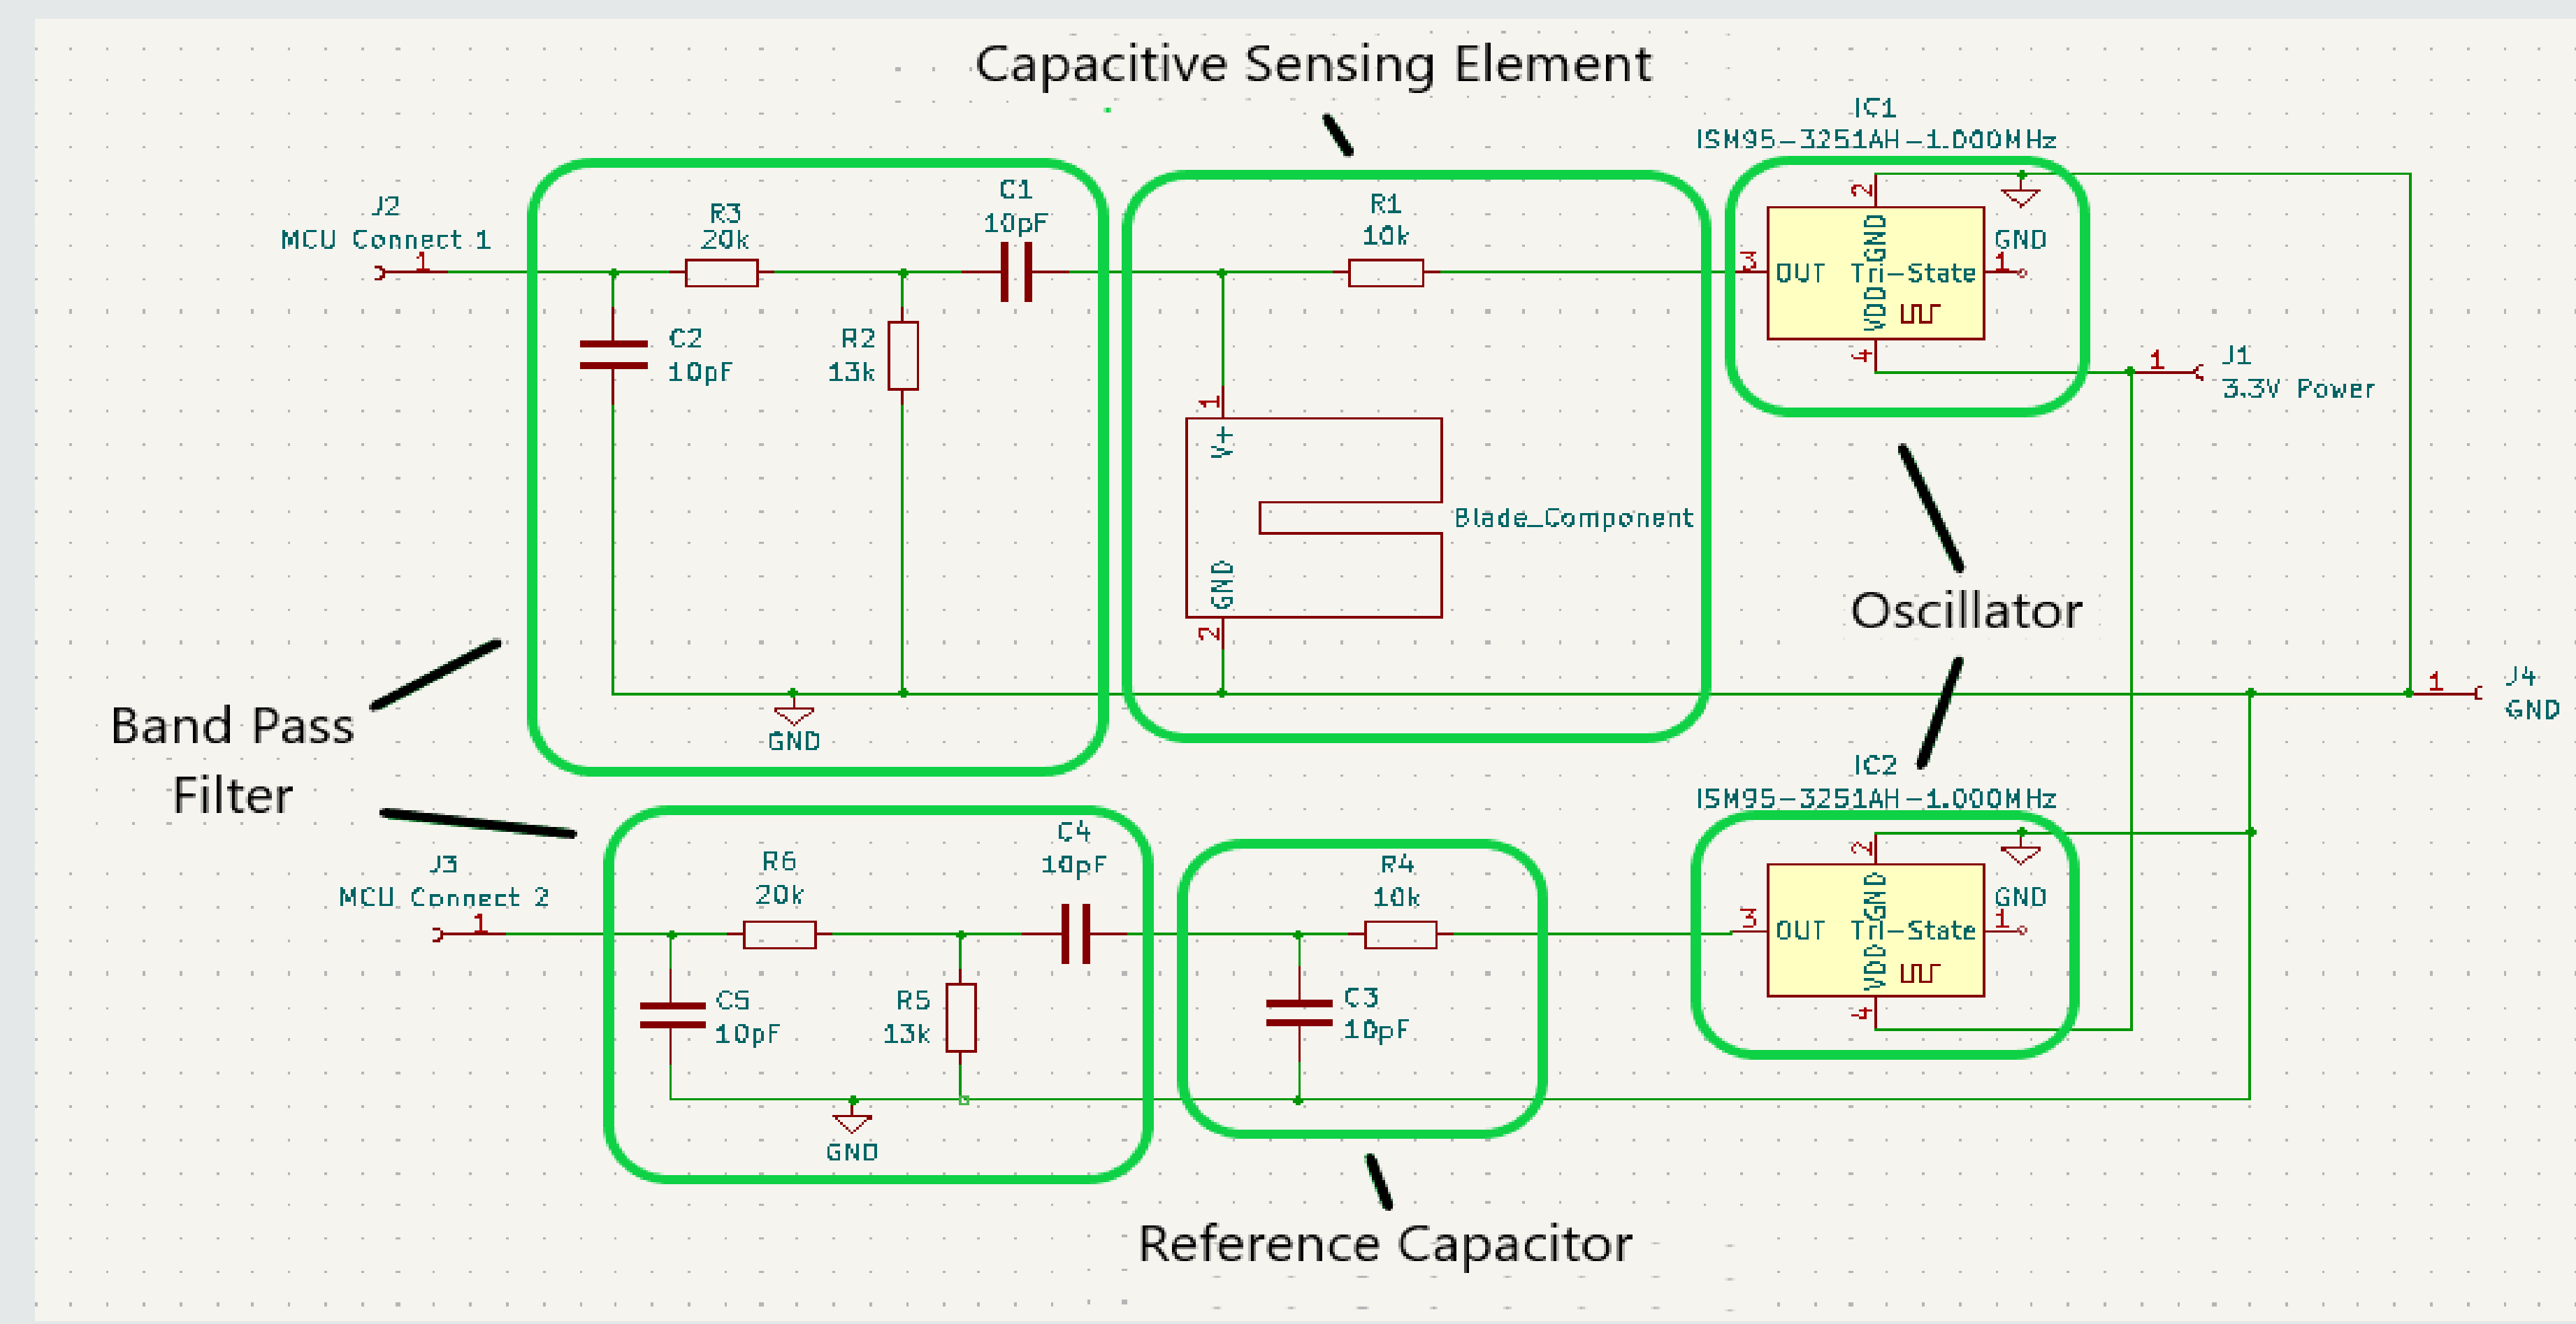 Capacitive Sensing Element
IC1
ISM95-3251AH-1.000MHz
J2
MCU Connect 1
1
R3
20k
C1
10pF
R1
10k
2
GND
GND
3
OUT
Tri-State
1
VDD
4
C2
10pF
R2
13k
1
V+
Blade_Component
GND
2
1
J1
3.3V Power
Oscillator
1
J4
GND
GND
Band Pass
Filter
IC2
ISM95-3251AH-1.000MHz
J3
MCU Connect 2
1
R6
20k
C4
10pF
R4
10k
2
GND
GND
3
OUT
Tri-State
1
VDD
4
C5
10pF
R5
13k
C3
10pF
GND
Reference Capacitor